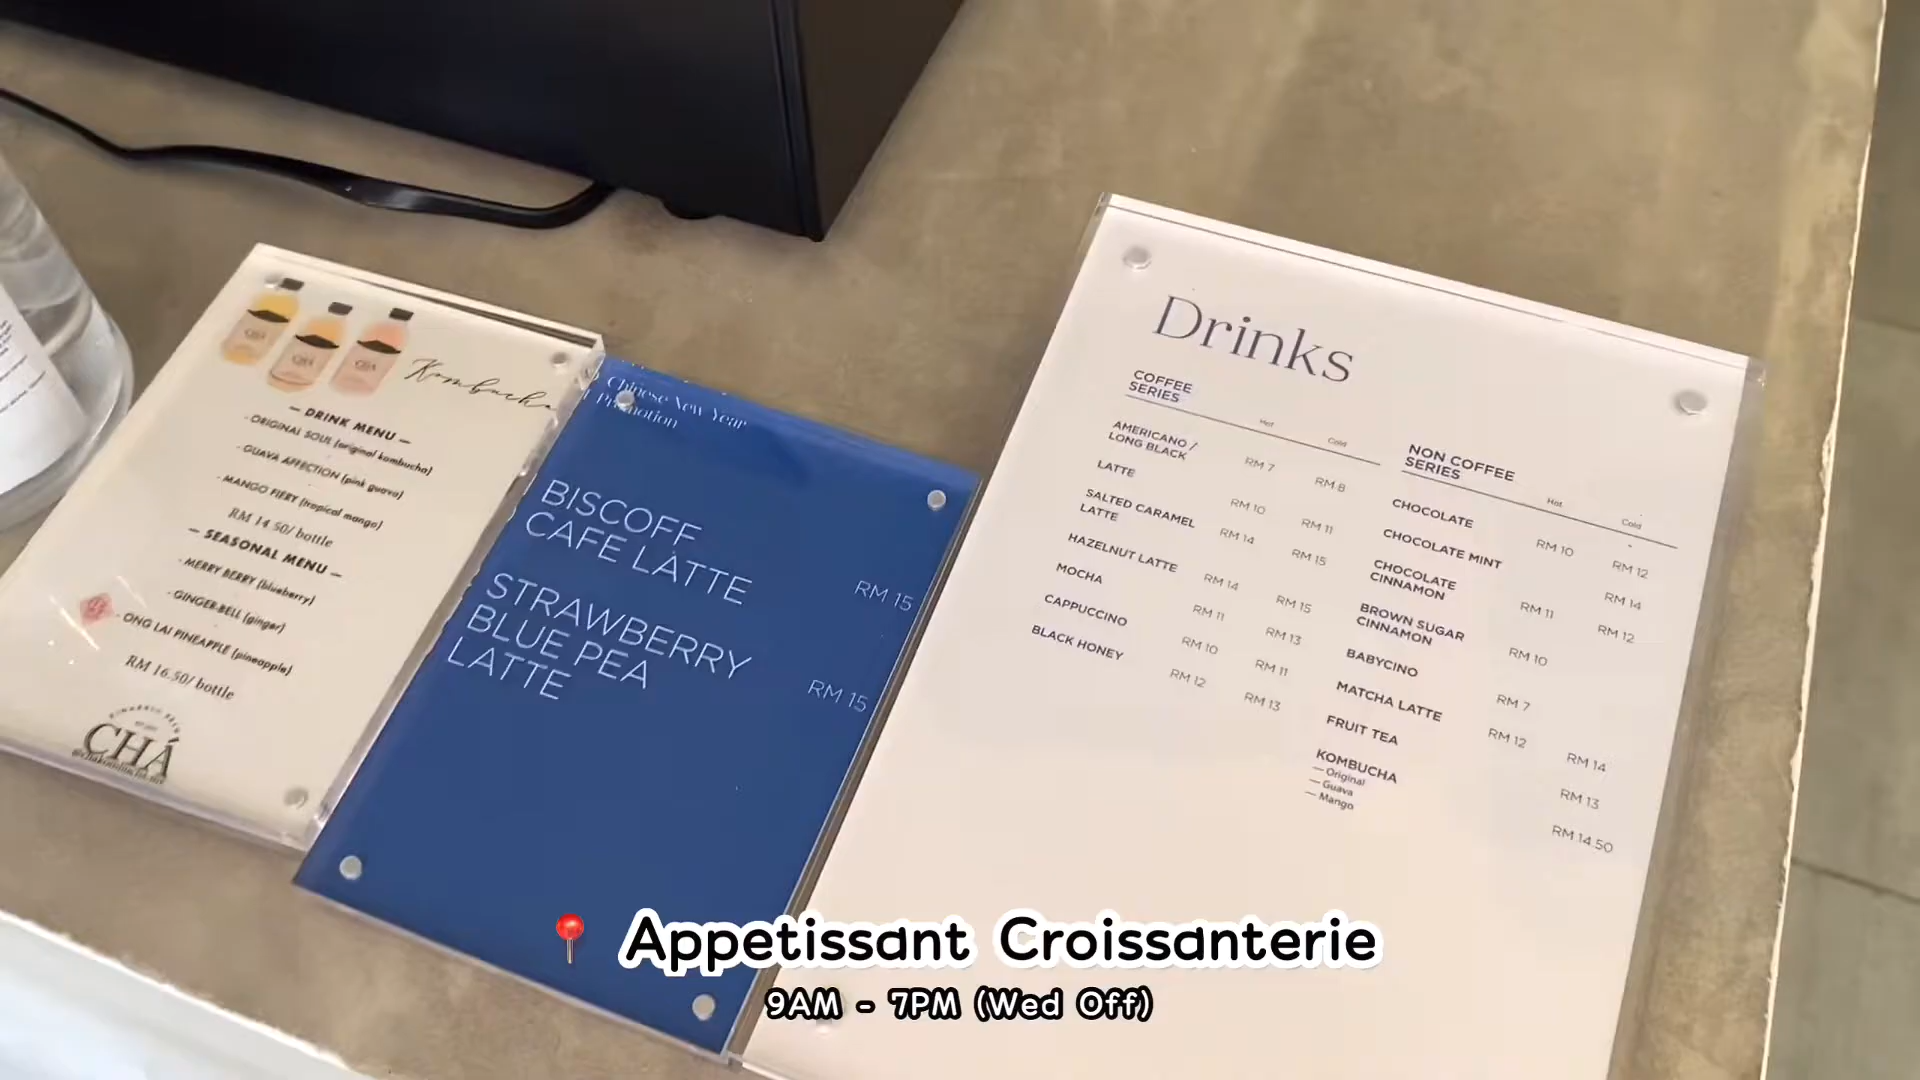 Kombucha
— DRINK MENU —
- ORIGINAL SOUL (original kombucha)
- GUAVA AFFECTION (pink guava)
- MANGO FIERY (tropical mango)
RM 14.50/ bottle
— SEASONAL MENU —
- MERRY BERRY (blueberry)
- GINGER-BELL (ginger)
- ONG LAI PINEAPPLE (pineapple)
RM 16.50/ bottle
CHÁ
Chinese New Year
Promotion
BISCOFF
CAFE LATTE
RM 15
STRAWBERRY
BLUE PEA
LATTE
RM 15
Drinks
COFFEE
SERIES
Hot Cold
AMERICANO /
LONG BLACK
RM 7 RM 8
LATTE RM 10 RM 11
SALTED CARAMEL
LATTE
RM 14 RM 15
HAZELNUT LATTE RM 14 RM 15
MOCHA RM 11 RM 13
CAPPUCCINO RM 10 RM 11
BLACK HONEY RM 12 RM 13
NON COFFEE
SERIES
Hot Cold
CHOCOLATE RM 10 RM 12
CHOCOLATE MINT RM 14
CHOCOLATE
CINNAMON
RM 11 RM 12
BROWN SUGAR
CINNAMON
RM 10
BABYCINO RM 7
MATCHA LATTE RM 12 RM 14
FRUIT TEA RM 13
KOMBUCHA RM 14.50
— Original
— Guava
— Mango
Appetissant Croissanterie
9AM - 7PM (Wed Off)